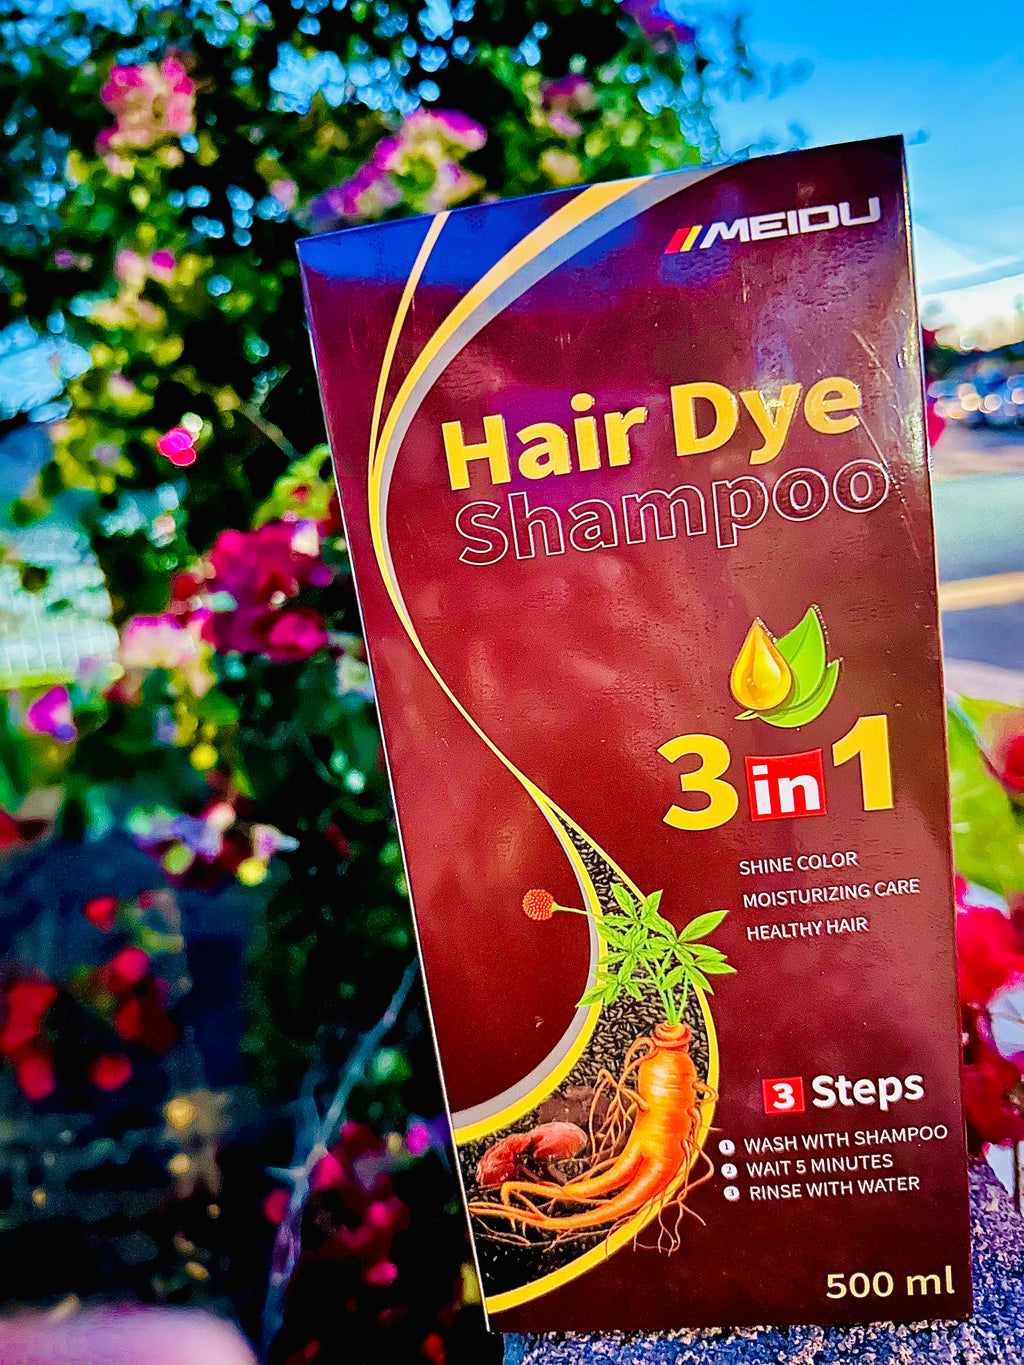 MEIDU
Hair Dye
Shampoo
3 in 1
SHINE COLOR
MOISTURIZING CARE
HEALTHY HAIR
3 Steps
1 WASH WITH SHAMPOO
2 WAIT 5 MINUTES
3 RINSE WITH WATER
500 ml